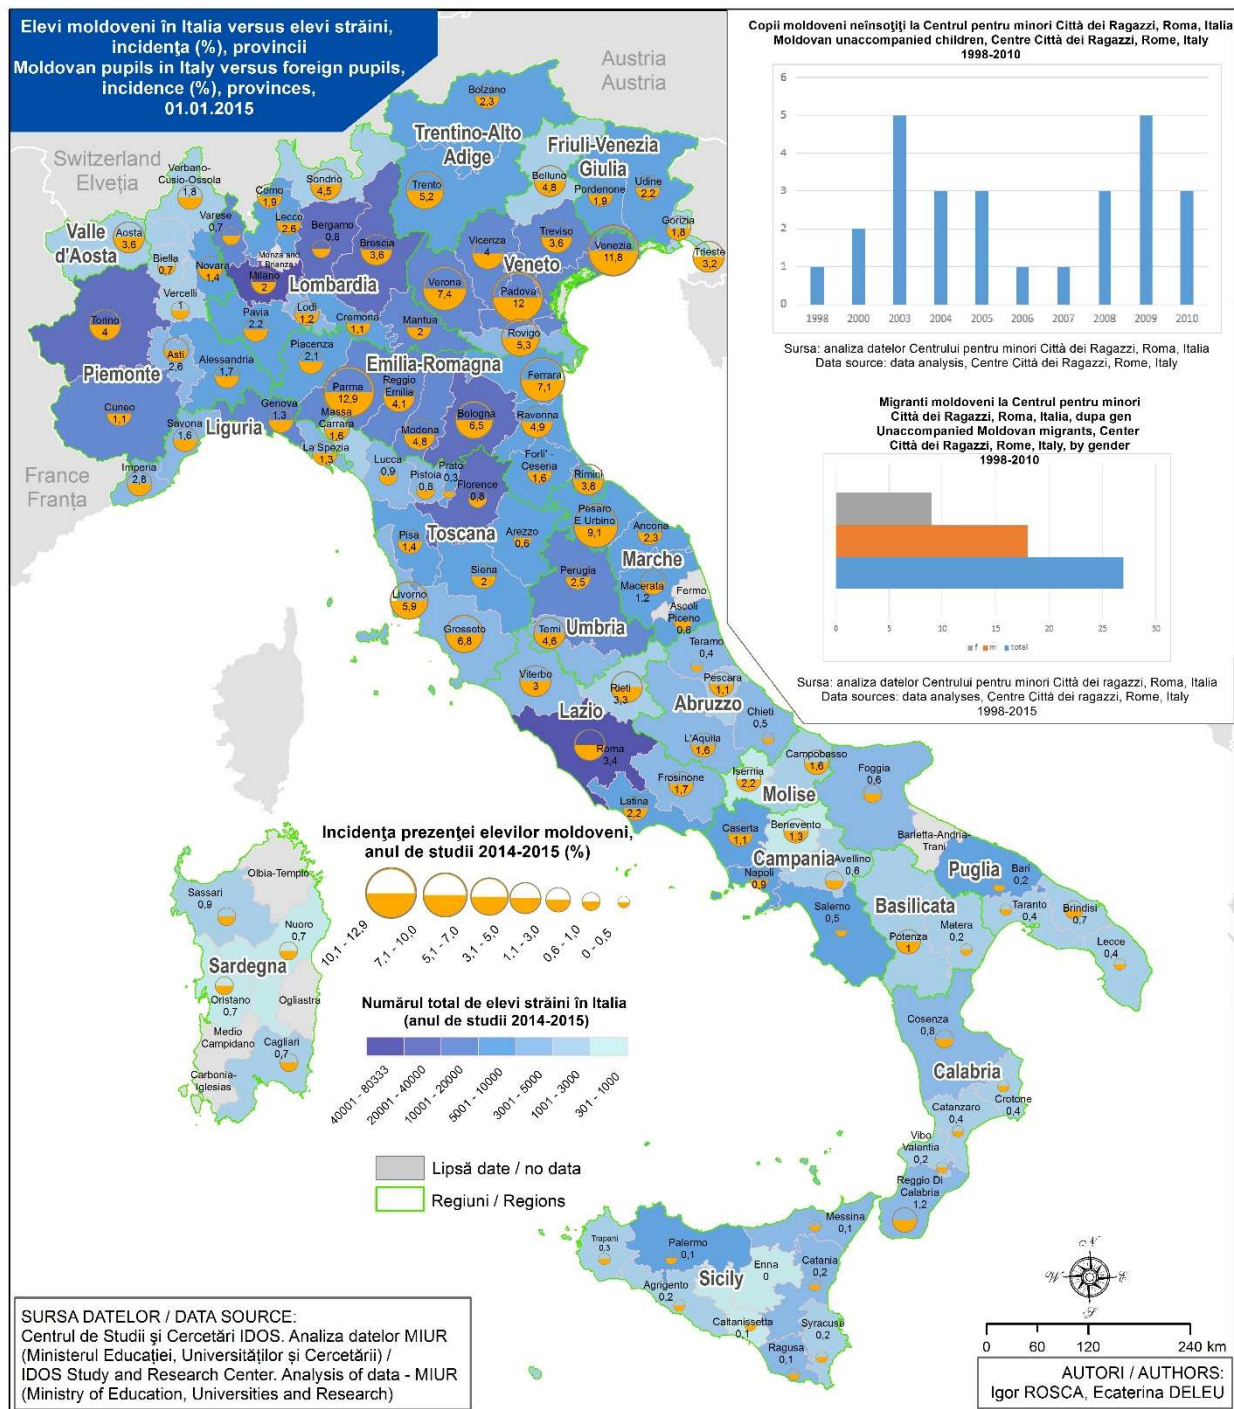 Elevi moldoveni în Italia versus elevi străini,
incidența (%), provincii
Moldovan pupils in Italy versus foreign pupils,
incidence (%), provinces,
01.01.2015
Austria
Austria
Switzerland
Elveția
France
Franța
Bolzano
2,3
Trentino-Alto
Adige
Trento
5,2
Friuli-Venezia
Giulia
Belluno
4,8
Pordenone
1,9
Udine
2,2
Gorizia
1,8
Trieste
3,2
Verbano-
Cusio-Ossola
1,8
Como
1,9
Sondrio
4,5
Varese
0,7
Lecco
2,6
Bergamo
0,8
Brescia
3,6
Vicenza
4
Treviso
3,6
Venezia
11,8
Veneto
Valle
d'Aosta
Aosta
3,6
Biella
0,7
Novara
1,4
Monza and
Brianza
Milano
2
Lombardia
Verona
7,4
Padova
12
Vercelli
1
Pavia
2,2
Lodi
1,2
Cremona
1,1
Mantua
2
Rovigo
5,3
Torino
4
Asti
2,6
Alessandria
1,7
Piacenza
2,1
Emilia-Romagna
Piemonte
Parma
12,9
Reggio
Emilia
4,1
Ferrara
7,1
Cuneo
1,1
Genova
1,3
Liguria
Savona
1,6
Massa
Carrara
1,6
Modena
4,8
Bologna
6,5
Ravenna
4,9
La Spezia
1,3
Imperia
2,8
Lucca
0,9
Pistoia
0,8
Prato
0,3
Florence
0,8
Forli' -
Cesena
1,6
Rimini
3,8
Toscana
Pesaro
E Urbino
9,1
Ancona
2,3
Pisa
1,4
Arezzo
0,6
Marche
Siena
2
Perugia
2,5
Macerata
1,2
Fermo
Livorno
5,9
Ascoli
Piceno
0,8
Grosseto
6,8
Umbria
Terni
4,6
Teramo
0,4
Viterbo
3
Rieti
3,3
Pescara
1,1
Lazio
Abruzzo
Chieti
0,5
Roma
3,4
L'Aquila
1,6
Campobasso
1,6
Foggia
0,6
Frosinone
1,7
Isernia
2,2
Molise
Latina
2,2
Caserta
1,1
Benevento
1,3
Barletta-Andria-
Trani
Campania
Avellino
0,6
Napoli
0,9
Puglia
Bari
0,2
Salerno
0,5
Basilicata
Potenza
1
Matera
0,2
Taranto
0,4
Brindisi
0,7
Lecce
0,4
Cosenza
0,8
Calabria
Crotone
0,4
Catanzaro
0,4
Vibo
Valentia
0,2
Reggio Di
Calabria
1,2
Messina
0,1
Trapani
0,3
Palermo
0,1
Sicily
Enna
0
Catania
0,2
Agrigento
0,2
Caltanissetta
0,1
Syracuse
0,2
Ragusa
0,1
Olbia-Tempio
Sassari
0,9
Nuoro
0,7
Sardegna
Oristano
0,7
Ogliastra
Medio
Campidano
Cagliari
0,7
Carbonia-
Iglesias
Incidența prezenței elevilor moldoveni,
anul de studii 2014-2015 (%)
10,1 - 12,9
7,1 - 10,0
5,1 - 7,0
3,1 - 5,0
1,1 - 3,0
0,6 - 1,0
0 - 0,5
Numărul total de elevi străini în Italia
(anul de studii 2014-2015)
40001 - 80333
20001 - 40000
10001 - 20000
5001 - 10000
3001 - 5000
1001 - 3000
301 - 1000
Lipsă date / no data
Regiuni / Regions
Copii moldoveni neînsoțiți la Centrul pentru minori Città dei Ragazzi, Roma, Italia
Moldovan unaccompanied children, Centre Città dei Ragazzi, Rome, Italy
1998-2010
6
5
4
3
2
1
0
1998 2000 2003 2004 2005 2006 2007 2008 2009 2010
Sursa: analiza datelor Centrului pentru minori Città dei Ragazzi, Roma, Italia
Data source: data analysis, Centre Città dei Ragazzi, Rome, Italy
Migranti moldoveni la Centrul pentru minori
Città dei Ragazzi, Roma, Italia, dupa gen
Unaccompanied Moldovan migrants, Center
Città dei Ragazzi, Rome, Italy, by gender
1998-2010
0 5 10 15 20 25 30
f m total
Sursa: analiza datelor Centrului pentru minori Città dei ragazzi, Roma, Italia
Data sources: data analyses, Centre Città dei ragazzi, Rome, Italy
1998-2015
N
W E
S
0 60 120 240 km
SURSA DATELOR / DATA SOURCE:
Centrul de Studii și Cercetări IDOS. Analiza datelor MIUR
(Ministerul Educației, Universităților și Cercetării) /
IDOS Study and Research Center. Analysis of data - MIUR
(Ministry of Education, Universities and Research)
AUTORI / AUTHORS:
Igor ROSCA, Ecaterina DELEU